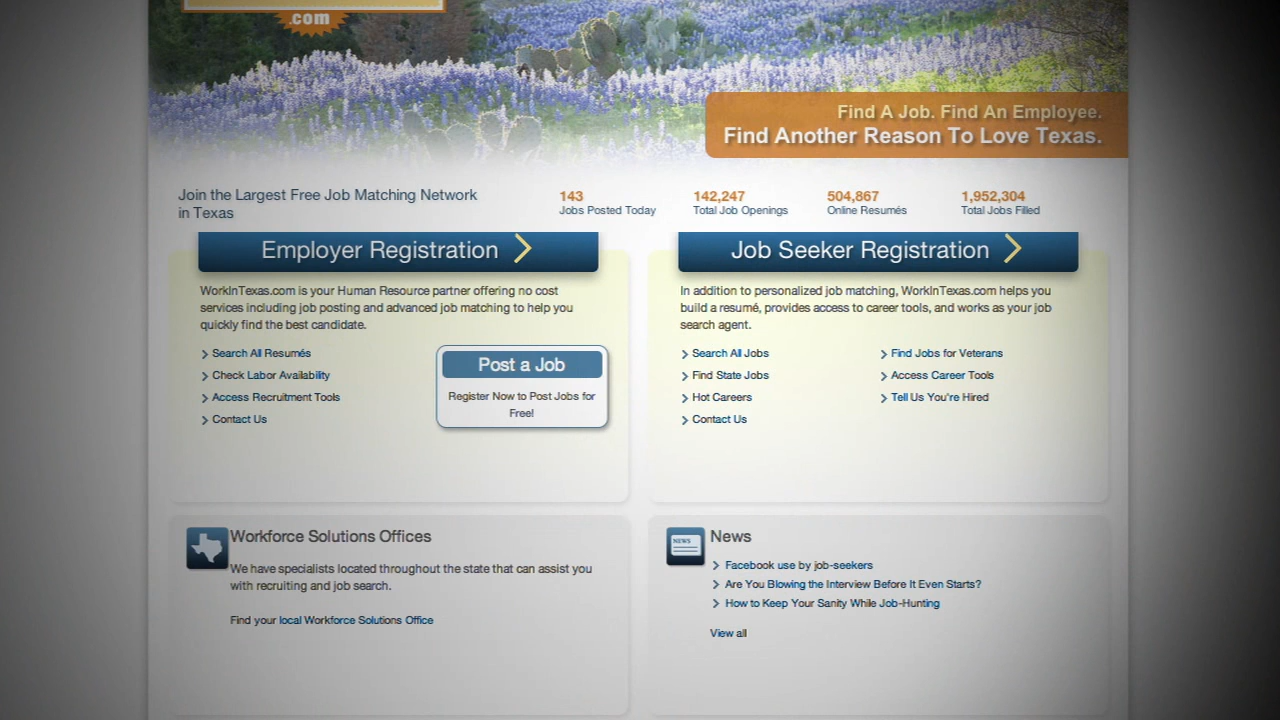 .com
Find A Job. Find An Employee.
Find Another Reason To Love Texas.
Join the Largest Free Job Matching Network
in Texas
143
Jobs Posted Today
142,247
Total Job Openings
504,867
Online Resumés
1,952,304
Total Jobs Filled
Employer Registration
WorkInTexas.com is your Human Resource partner offering no cost
services including job posting and advanced job matching to help you
quickly find the best candidate.
Search All Resumés
Check Labor Availability
Access Recruitment Tools
Contact Us
Post a Job
Register Now to Post Jobs for
Free!
Job Seeker Registration
In addition to personalized job matching, WorkInTexas.com helps you
build a resumé, provides access to career tools, and works as your job
search agent.
Search All Jobs
Find State Jobs
Hot Careers
Contact Us
Find Jobs for Veterans
Access Career Tools
Tell Us You're Hired
Workforce Solutions Offices
We have specialists located throughout the state that can assist you
with recruiting and job search.
Find your local Workforce Solutions Office
NEWS
News
Facebook use by job-seekers
Are You Blowing the Interview Before It Even Starts?
How to Keep Your Sanity While Job-Hunting
View all